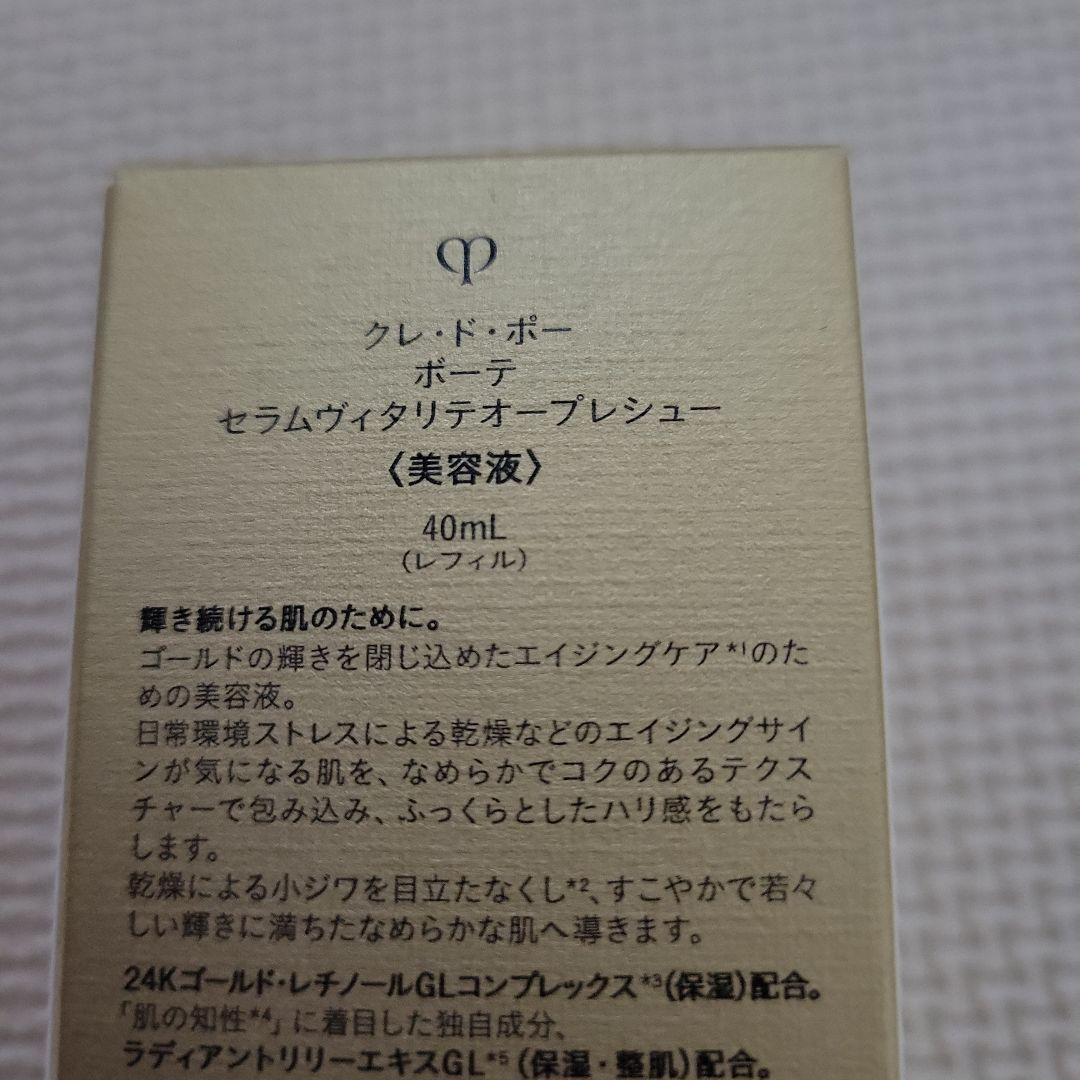 クレ・ド・ポー
ボーテ
セラムヴィタリテオープレシュー
〈美容液〉
40mL
(レフィル)
輝き続ける肌のために。
ゴールドの輝きを閉じ込めたエイジングケア*1のた
めの美容液。
日常環境ストレスによる乾燥などのエイジングサイ
ンが気になる肌を、なめらかでコクのあるテクス
チャーで包み込み、ふっくらとしたハリ感をもたら
します。
乾燥による小ジワを目立たなくし*2、すこやかで若々
しい輝きに満ちたなめらかな肌へ導きます。
24Kゴールド・レチノールGLコンプレックス*3(保湿)配合。
「肌の知性*4」に着目した独自成分、
ラディアントリリーエキスGL*5(保湿・整肌)配合。